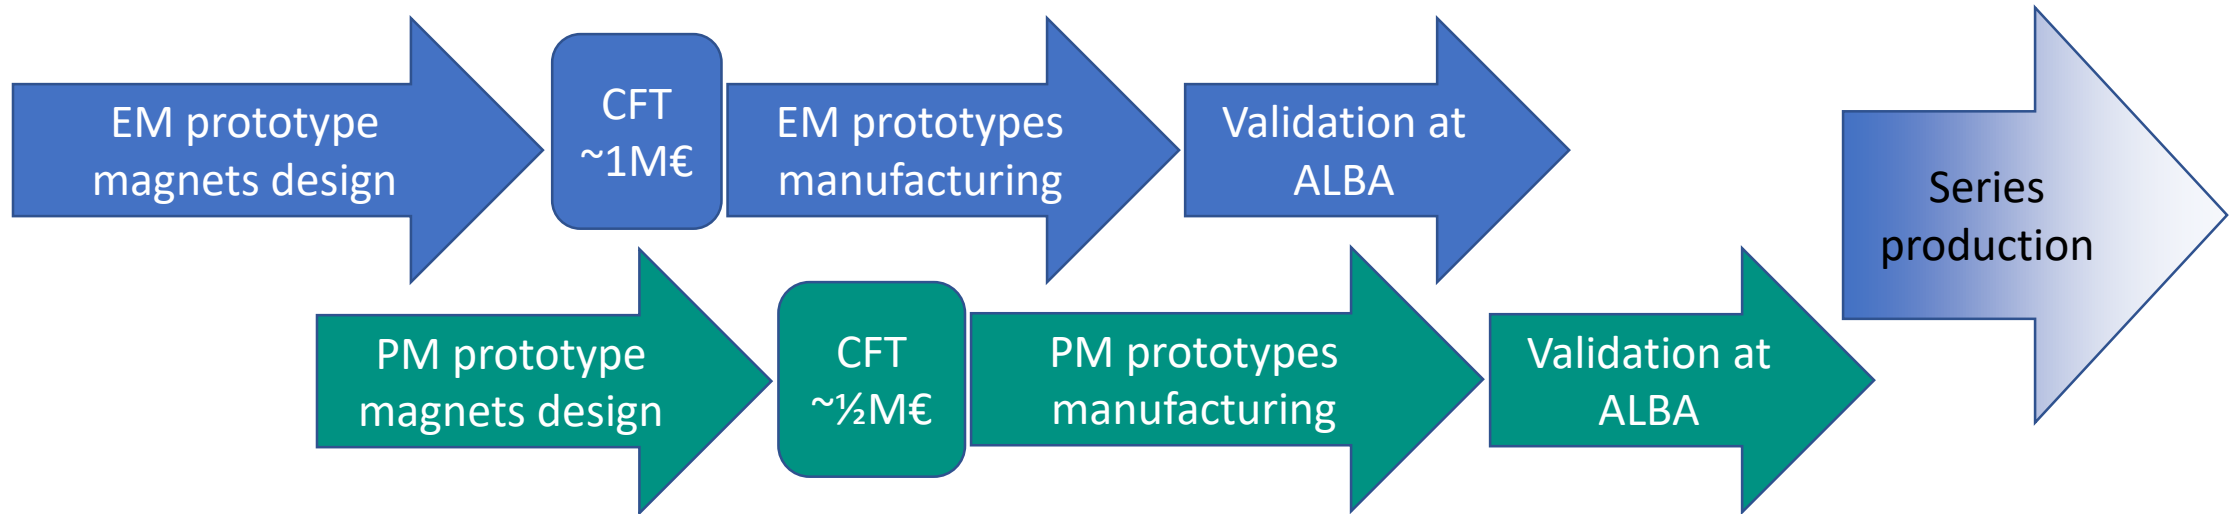 EM prototype
magnets design
CFT
~1M€
EM prototypes
manufacturing
Validation at
ALBA
Series
production
PM prototype
magnets design
CFT
~½M€
PM prototypes
manufacturing
Validation at
ALBA